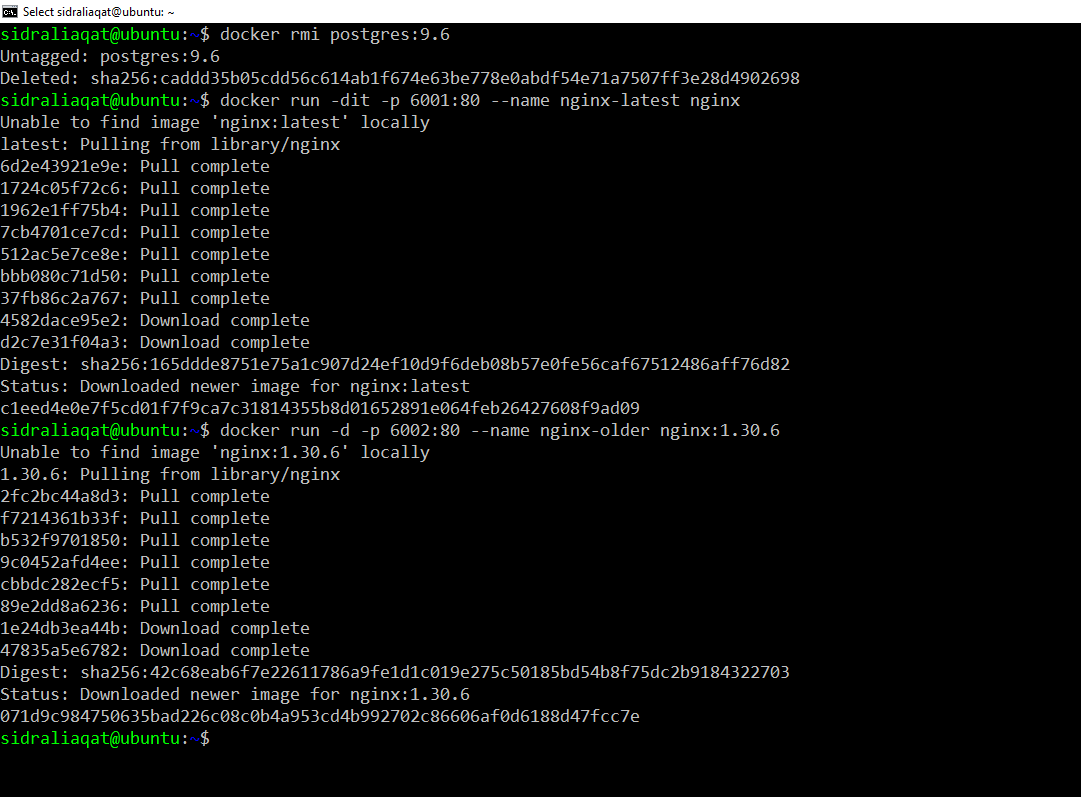 Select sidraliaqat@ubuntu: ~
sidraliaqat@ubuntu:~$ docker rmi postgres:9.6
Untagged: postgres:9.6
Deleted: sha256:caddd35b05cdd56c614ab1f674e63be778e0abdf54e71a7507ff3e28d4902698
sidraliaqat@ubuntu:~$ docker run -dit -p 6001:80 --name nginx-latest nginx
Unable to find image 'nginx:latest' locally
latest: Pulling from library/nginx
6d2e43921e9e: Pull complete
1724c05f72c6: Pull complete
1962e1ff75b4: Pull complete
7cb4701ce7cd: Pull complete
512ac5e7ce8e: Pull complete
bbb080c71d50: Pull complete
37fb86c2a767: Pull complete
4582dace95e2: Download complete
d2c7e31f04a3: Download complete
Digest: sha256:165ddde8751e75a1c907d24ef10d9f6deb08b57e0fe56caf67512486aff76d82
Status: Downloaded newer image for nginx:latest
c1eed4e0e7f5cd01f7f9ca7c31814355b8d01652891e064feb26427608f9ad09
sidraliaqat@ubuntu:~$ docker run -d -p 6002:80 --name nginx-older nginx:1.30.6
Unable to find image 'nginx:1.30.6' locally
1.30.6: Pulling from library/nginx
2fc2bc44a8d3: Pull complete
f7214361b33f: Pull complete
b532f9701850: Pull complete
9c0452afd4ee: Pull complete
cbbdc282ecf5: Pull complete
89e2dd8a6236: Pull complete
1e24db3ea44b: Download complete
47835a5e6782: Download complete
Digest: sha256:42c68eab6f7e22611786a9fe1d1c019e275c50185bd54b8f75dc2b9184322703
Status: Downloaded newer image for nginx:1.30.6
071d9c984750635bad226c08c0b4a953cd4b992702c86606af0d6188d47fcc7e
sidraliaqat@ubuntu:~$